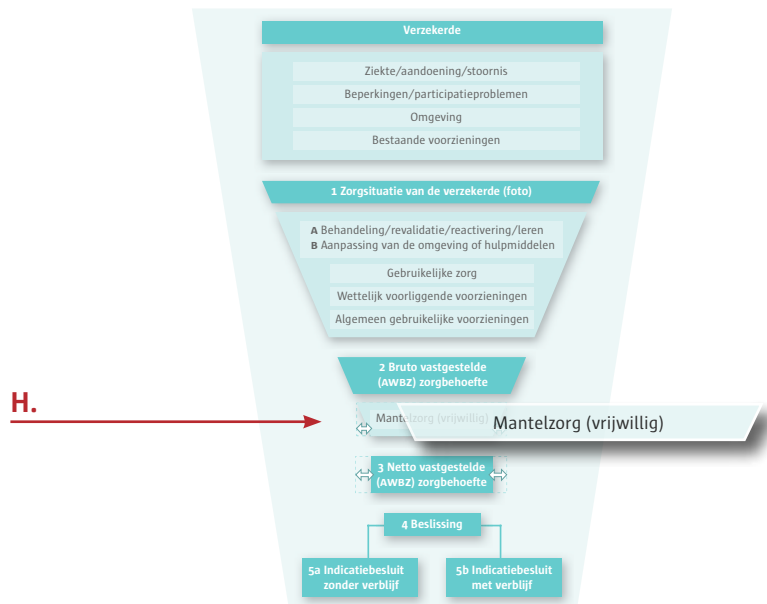 Verzekerde
Ziekte/aandoening/stoornis
Beperkingen/participatieproblemen
Omgeving
Bestaande voorzieningen
1 Zorgsituatie van de verzekerde (foto)
A Behandeling/revalidatie/reactivering/leren
B Aanpassing van de omgeving of hulpmiddelen
Gebruikelijke zorg
Wettelijk voorliggende voorzieningen
Algemeen gebruikelijke voorzieningen
2 Bruto vastgestelde
(AWBZ) zorgbehoefte
H.
Mantelzorg (vrijwillig)
Mantelzorg (vrijwillig)
3 Netto vastgestelde
(AWBZ) zorgbehoefte
4 Beslissing
5a Indicatiebesluit
zonder verblijf
5b Indicatiebesluit
met verblijf